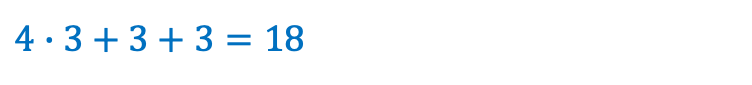 4 · 3 + 3 + 3 = 18